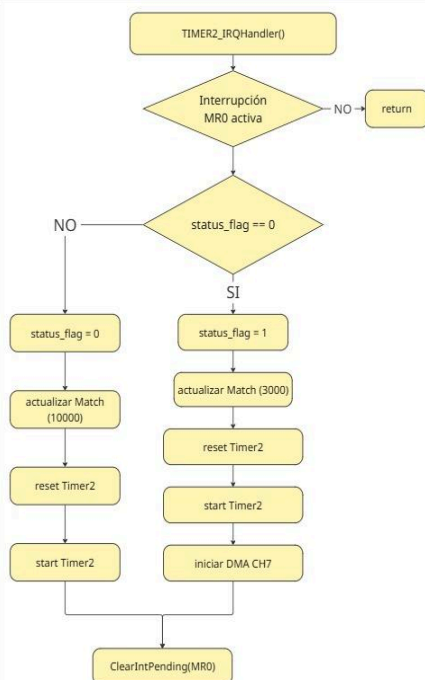 TIMER2_IRQHandler()
Interrupción
MR0 activa
NO
return
status_flag == 0
NO
SI
status_flag = 0
status_flag = 1
actualizar Match
(10000)
actualizar Match (3000)
reset Timer2
reset Timer2
start Timer2
start Timer2
iniciar DMA CH7
ClearIntPending(MR0)